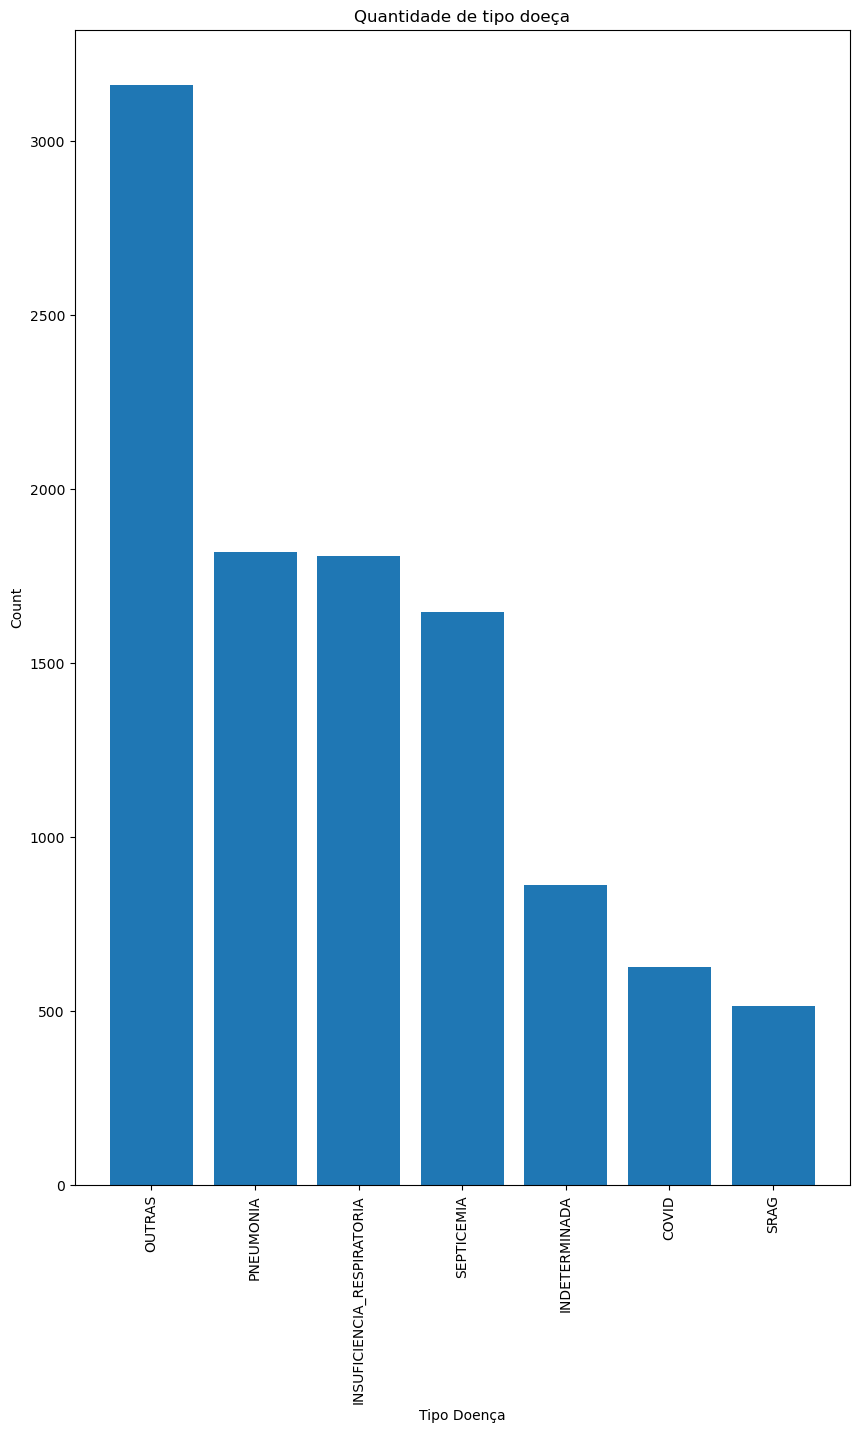 Quantidade de tipo doeça
Count
3000
2500
2000
1500
1000
500
0
OUTRAS
PNEUMONIA
INSUFICIENCIA_RESPIRATORIA
SEPTICEMIA
INDETERMINADA
COVID
SRAG
Tipo Doença